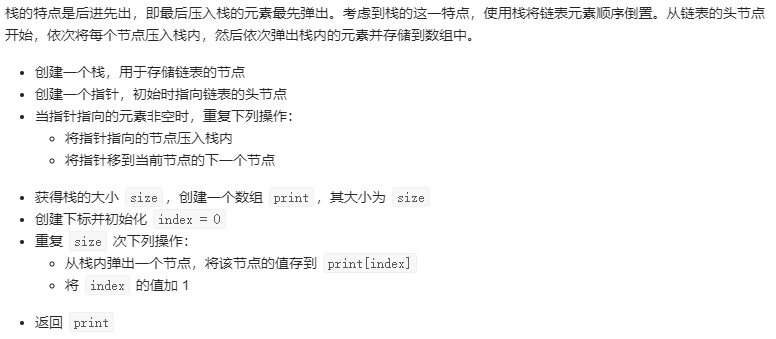 栈的特点是后进先出，即最后压入栈的元素最先弹出。考虑到栈的这一特点，使用栈将链表元素顺序倒置。从链表的头节点
开始，依次将每个节点压入栈内，然后依次弹出栈内的元素并存储到数组中。
• 创建一个栈，用于存储链表的节点
• 创建一个指针，初始时指向链表的头节点
• 当指针指向的元素非空时，重复下列操作：
◦ 将指针指向的节点压入栈内
◦ 将指针移到当前节点的下一个节点
• 获得栈的大小 size，创建一个数组 print，其大小为 size
• 创建下标并初始化 index = 0
• 重复 size 次下列操作：
◦ 从栈内弹出一个节点，将该节点的值存到 print[index]
◦ 将 index 的值加 1
• 返回 print